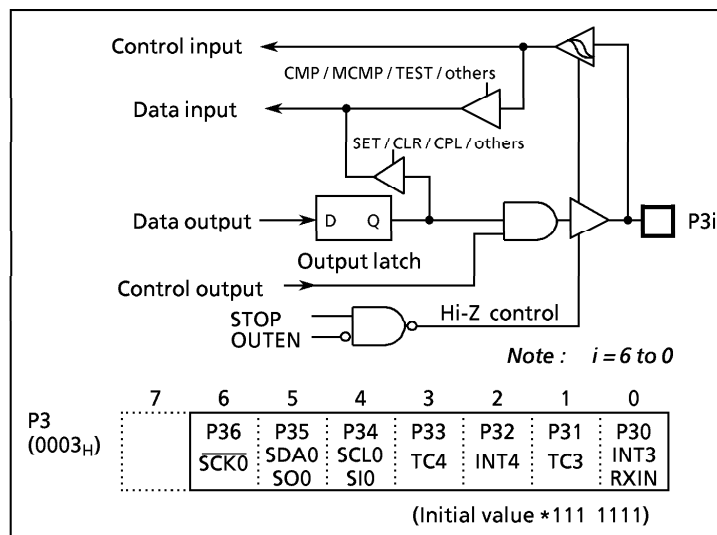 Control input
CMP / MCMP / TEST / others
Data input
SET / CLR / CPL / others
Data output
D Q
P3i
Output latch
Control output
STOP
OUTEN
Hi-Z control
Note : i = 6 to 0
7 6 5 4 3 2 1 0
P3
(0003H)
P36 P35 P34 P33 P32 P31 P30
SCK0 SDA0 SCL0 TC4 INT4 TC3 INT3
SO0 SI0 RXIN
(Initial value *111 1111)